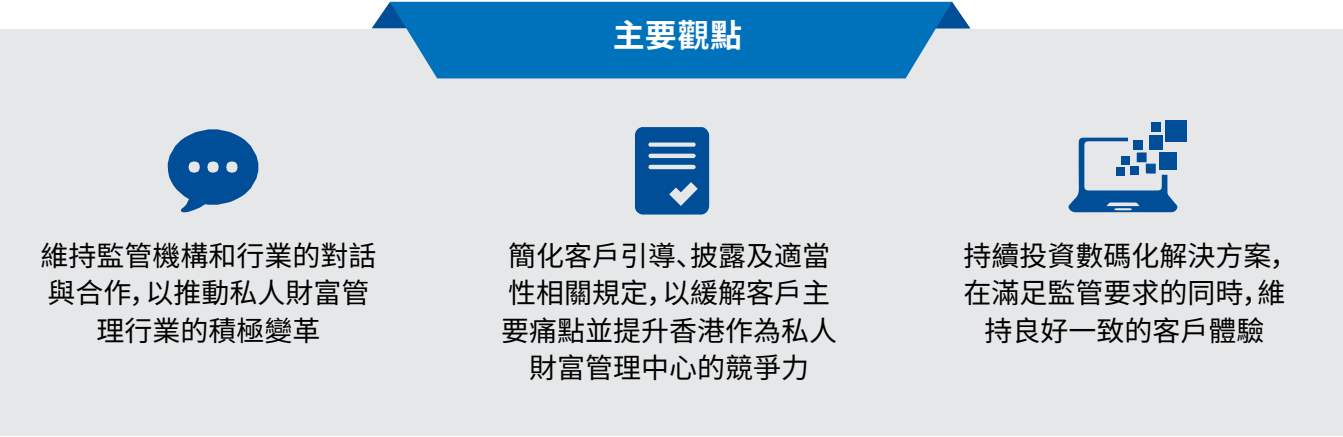 主要觀點
維持監管機構和行業的對話
與合作，以推動私人財富管
理行業的積極變革
簡化客戶引導、披露及適當
性相關規定，以緩解客戶主
要痛點並提升香港作為私人
財富管理中心的競爭力
持續投資數碼化解決方案，
在滿足監管要求的同時，維
持良好一致的客戶體驗